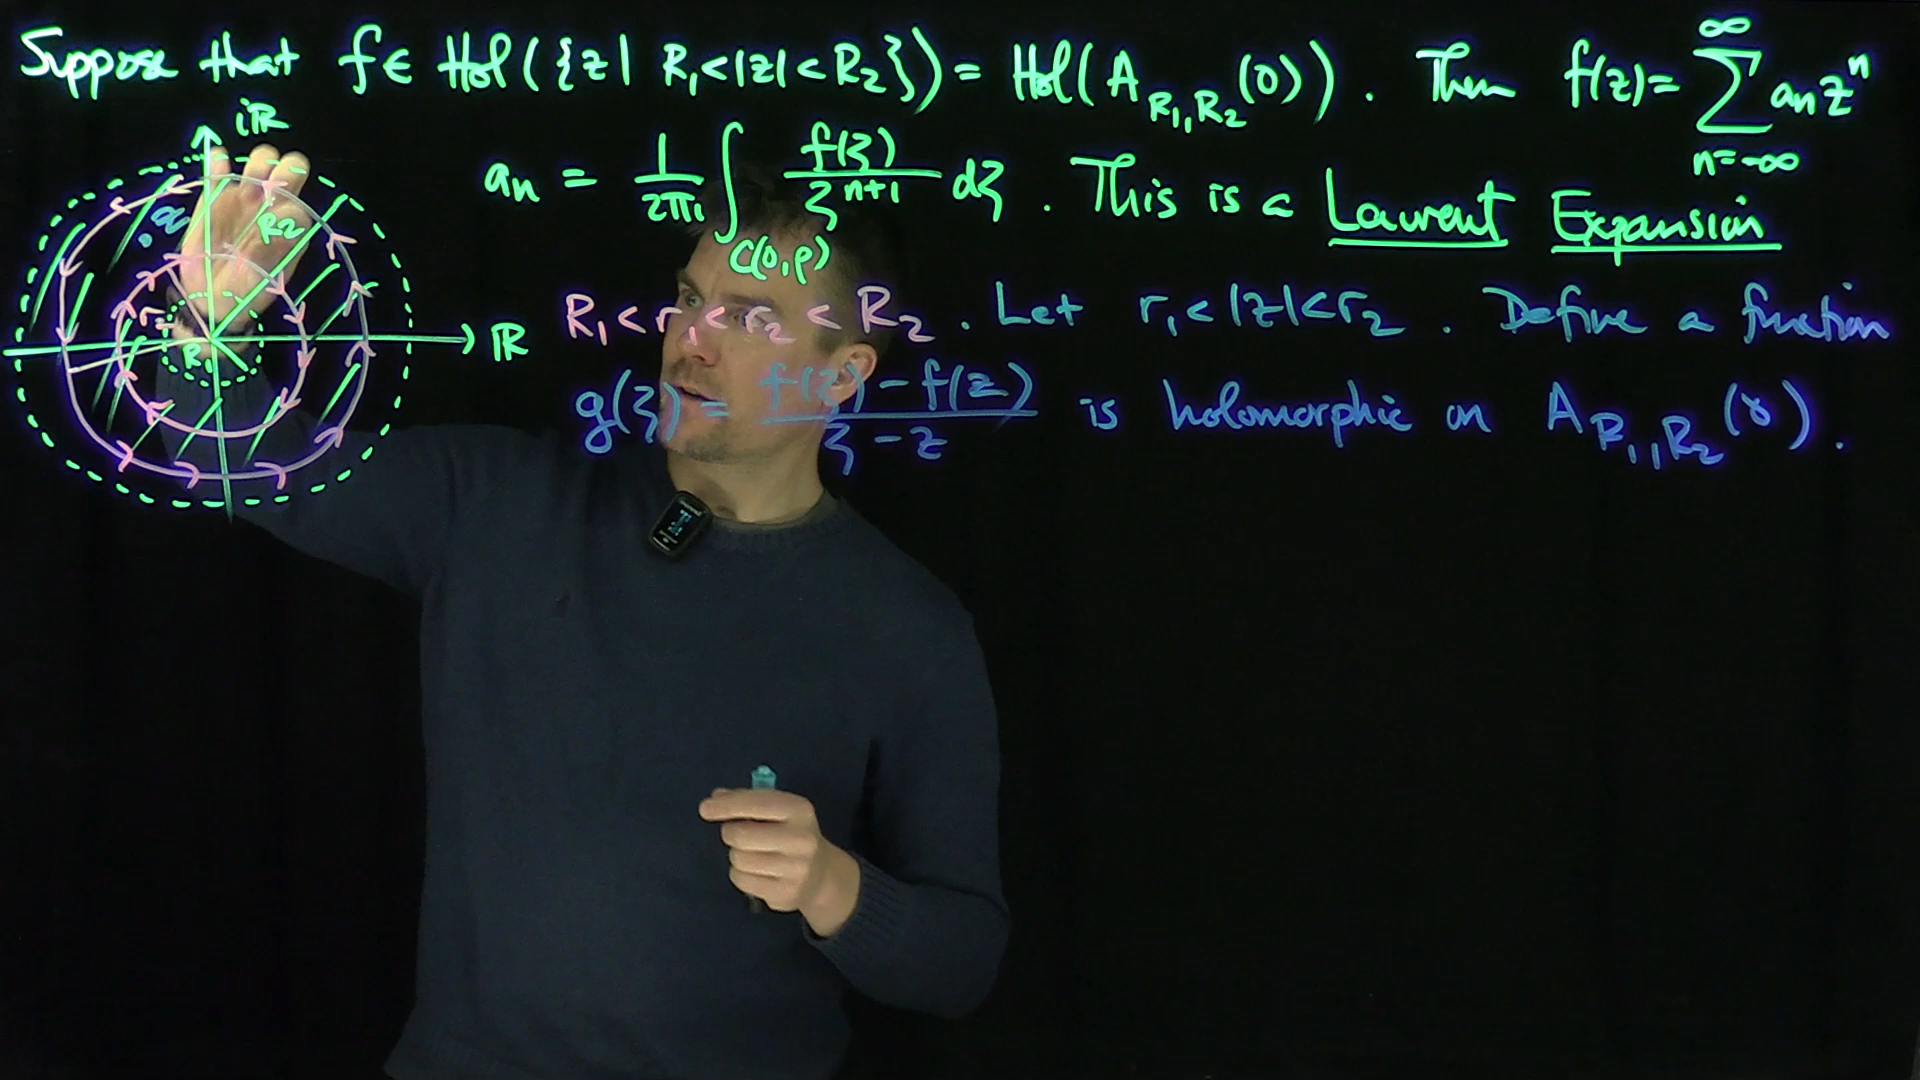 Suppose that f ∈ Hol({z| R₁<|z|<R₂}) = Hol(A_{R₁,R₂}(0)). Then f(z)= ∑_{n=-∞}^{∞} aₙzⁿ
iℝ
aₙ = 1/2πi ∫_{C(0,ρ)} f(ζ)/ζ^{n+1} dζ. This is a Laurent Expansion
z
R₂
R₁<r₁<r₂<R₂. Let r₁<|z|<r₂. Define a function
r₂
R₁
ℝ
g(ζ) = f(ζ)-f(z)/ζ-z is holomorphic on A_{R₁,R₂}(0).